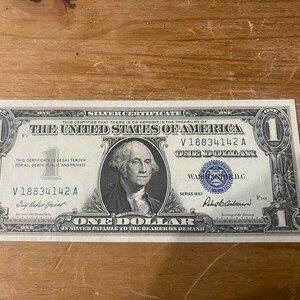 SILVER CERTIFICATE
THIS CERTIFIES THAT THERE IS ON DEPOSIT IN THE TREASURY OF
THE UNITED STATES OF AMERICA
1
1
V 18834142 A
ONE DOLLAR
THIS CERTIFICATE IS LEGAL TENDER
FOR ALL DEBTS, PUBLIC AND PRIVATE
WASHINGTON, D.C.
V 18834142 A
SERIES 1957
ONE DOLLAR
IN SILVER PAYABLE TO THE BEARER ON DEMAND